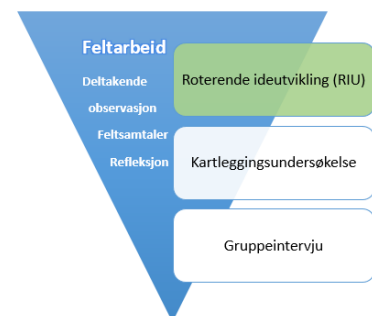 Feltarbeid
Deltakende
observasjon
Feltsamtaler
Refleksjon
Roterende ideutvikling (RIU)
Kartleggingsundersøkelse
Gruppeintervju